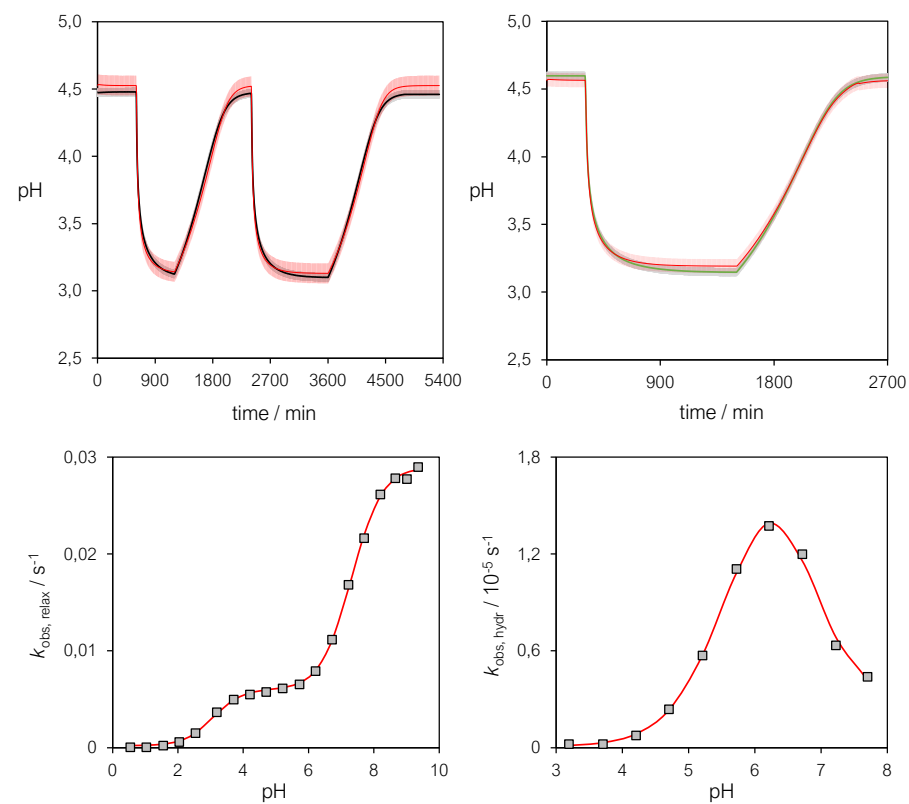 5,0
4,5
4,0
3,5
3,0
2,5
pH
0 900 1800 2700 3600 4500 5400
time / min
5,0
4,5
4,0
3,5
3,0
2,5
pH
0 900 1800 2700
time / min
0,03
0,02
0,01
0
k obs, relax / s-1
0 2 4 6 8 10
pH
1,8
1,2
0,6
0
k obs, hydr / 10-5 s-1
3 4 5 6 7 8
pH